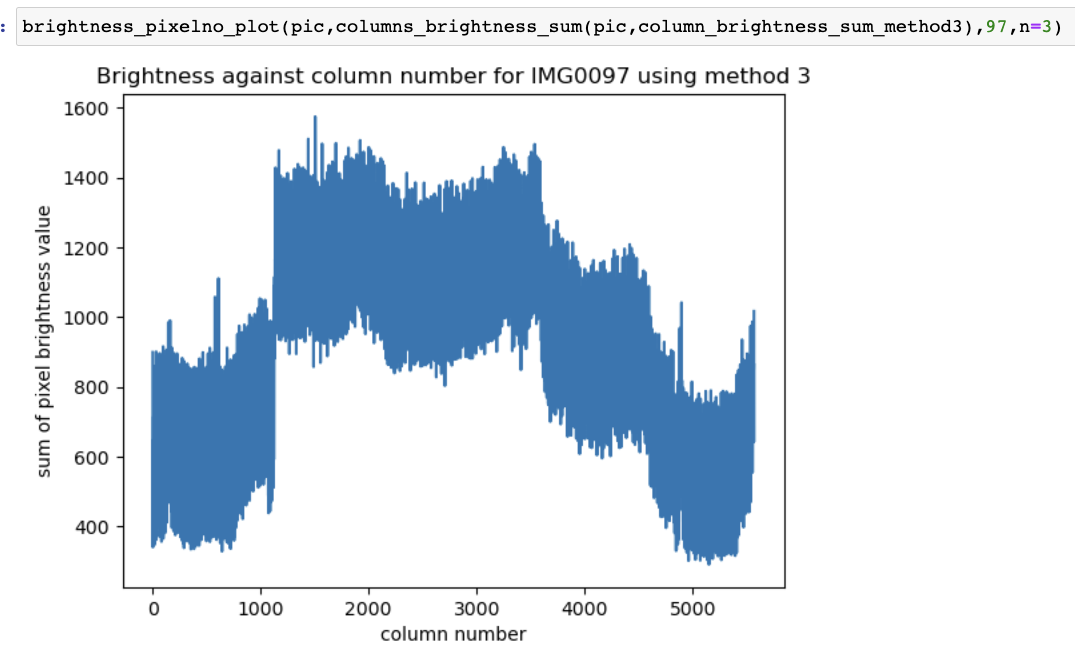 : brightness_pixelno_plot(pic,columns_brightness_sum(pic,column_brightness_sum_method3),97,n=3)
Brightness against column number for IMG0097 using method 3
1600
1400
1200
1000
800
600
400
sum of pixel brightness value
0 1000 2000 3000 4000 5000
column number